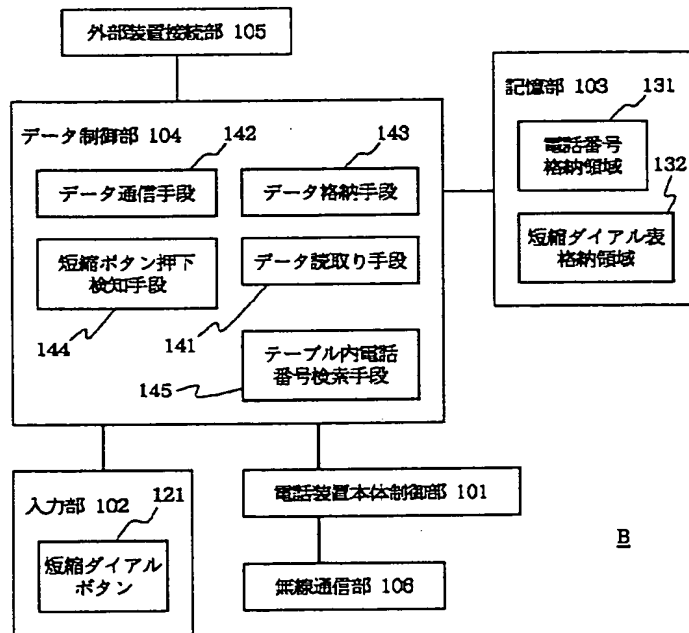 外部装置接続部 105
記憶部 103
131
電話番号
格納領域
132
短縮ダイアル表
格納領域
データ制御部 104
142
143
データ通信手段
データ格納手段
短縮ボタン押下
検知手段
データ読取り手段
144
141
テーブル内電話
番号検索手段
145
入力部 102
121
短縮ダイアル
ボタン
電話装置本体制御部 101
無線通信部 106
B